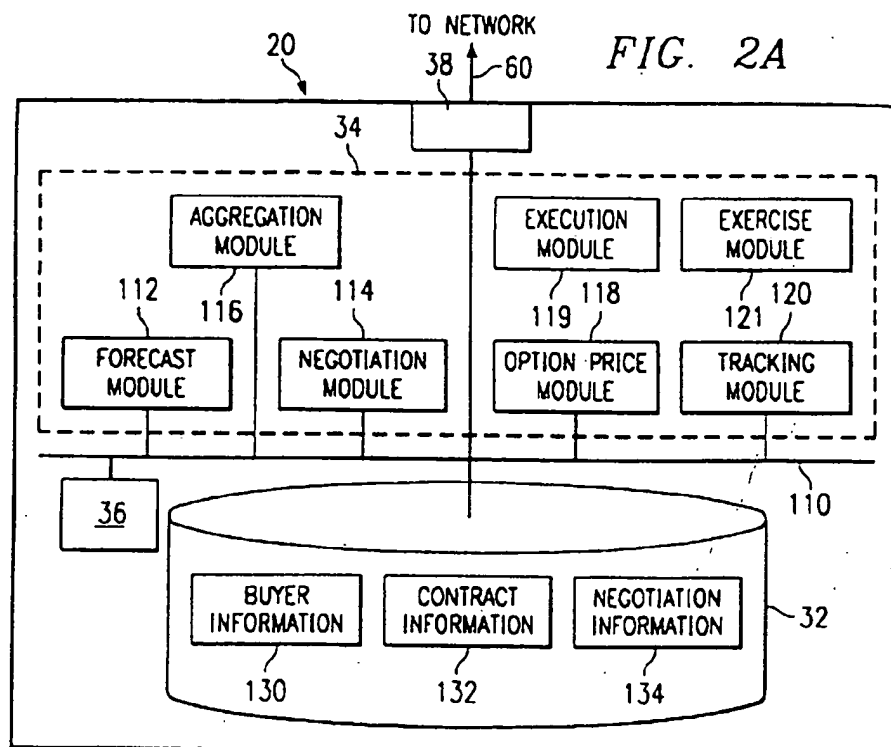 TO NETWORK
FIG. 2A
20
38
60
34
AGGREGATION
MODULE
EXECUTION
MODULE
EXERCISE
MODULE
112
116
114
119
118
121
120
FORECAST
MODULE
NEGOTIATION
MODULE
OPTION PRICE
MODULE
TRACKING
MODULE
36
110
BUYER
INFORMATION
CONTRACT
INFORMATION
NEGOTIATION
INFORMATION
32
130
132
134